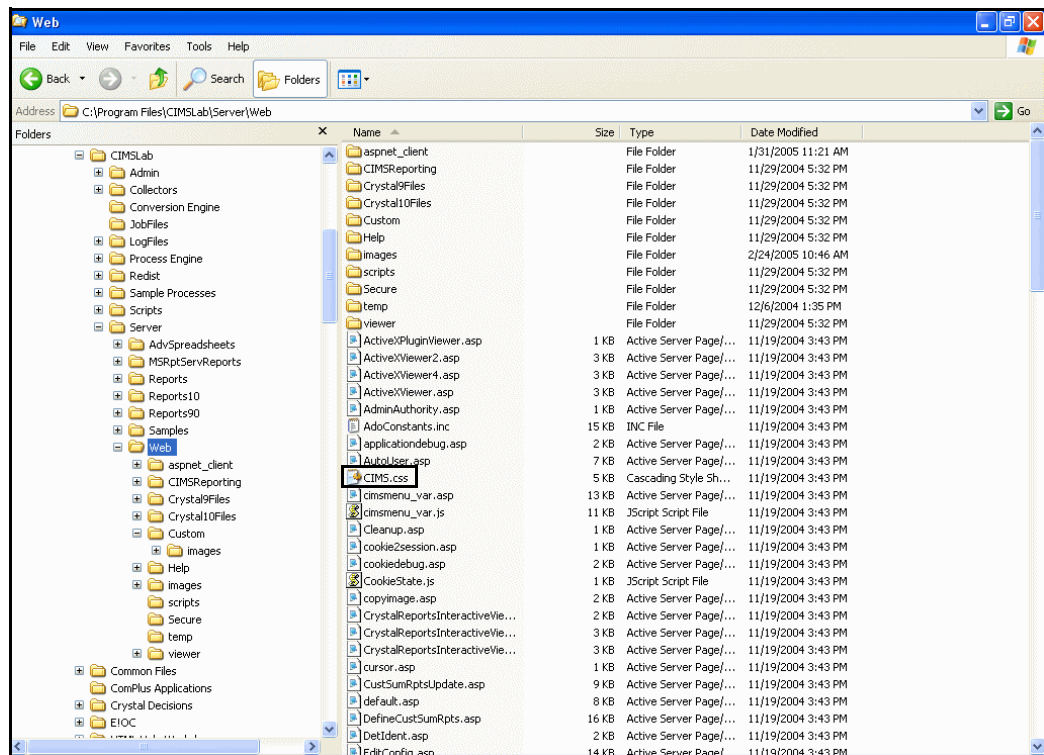 Web
File Edit View Favorites Tools Help
Back Search Folders
Address C:\Program Files\CIMSLab\Server\Web Go
Folders
CIMSLab
Admin
Collectors
Conversion Engine
JobFiles
LogFiles
Process Engine
Redist
Sample Processes
Scripts
Server
AdvSpreadsheets
MSRptServReports
Reports
Reports10
Reports90
Samples
Web
aspnet_client
CIMSReporting
Crystal9Files
Crystal10Files
Custom
images
Help
images
scripts
Secure
temp
viewer
Common Files
ComPlus Applications
Crystal Decisions
E!OC
Name Size Type Date Modified
aspnet_client File Folder 1/31/2005 11:21 AM
CIMSReporting File Folder 11/29/2004 5:32 PM
Crystal9Files File Folder 11/29/2004 5:32 PM
Crystal10Files File Folder 11/29/2004 5:32 PM
Custom File Folder 11/29/2004 5:32 PM
Help File Folder 11/29/2004 5:32 PM
images File Folder 2/24/2005 10:46 AM
scripts File Folder 11/29/2004 5:32 PM
Secure File Folder 11/29/2004 5:32 PM
temp File Folder 12/6/2004 1:35 PM
viewer File Folder 11/29/2004 5:32 PM
ActiveXPluginViewer.asp 1 KB Active Server Page/... 11/19/2004 3:43 PM
ActiveXViewer2.asp 3 KB Active Server Page/... 11/19/2004 3:43 PM
ActiveXViewer4.asp 3 KB Active Server Page/... 11/19/2004 3:43 PM
ActiveXViewer.asp 3 KB Active Server Page/... 11/19/2004 3:43 PM
AdminAuthority.asp 1 KB Active Server Page/... 11/19/2004 3:43 PM
AdoConstants.inc 15 KB INC File 11/19/2004 3:43 PM
applicationdebug.asp 2 KB Active Server Page/... 11/19/2004 3:43 PM
AutoUser.asp 7 KB Active Server Page/... 11/19/2004 3:43 PM
CIMS.css 5 KB Cascading Style Sh... 11/19/2004 3:43 PM
cimsmenu_var.asp 13 KB Active Server Page/... 11/19/2004 3:43 PM
cimsmenu_var.js 11 KB JScript Script File 11/19/2004 3:43 PM
Cleanup.asp 1 KB Active Server Page/... 11/19/2004 3:43 PM
cookie2session.asp 1 KB Active Server Page/... 11/19/2004 3:43 PM
cookiedebug.asp 2 KB Active Server Page/... 11/19/2004 3:43 PM
CookieState.js 1 KB JScript Script File 11/19/2004 3:43 PM
copyimage.asp 2 KB Active Server Page/... 11/19/2004 3:43 PM
CrystalReportsInteractiveVie... 2 KB Active Server Page/... 11/19/2004 3:43 PM
CrystalReportsInteractiveVie... 3 KB Active Server Page/... 11/19/2004 3:43 PM
CrystalReportsInteractiveVie... 3 KB Active Server Page/... 11/19/2004 3:43 PM
cursor.asp 1 KB Active Server Page/... 11/19/2004 3:43 PM
CustSumRptsUpdate.asp 9 KB Active Server Page/... 11/19/2004 3:43 PM
default.asp 8 KB Active Server Page/... 11/19/2004 3:43 PM
DefineCustSumRpts.asp 16 KB Active Server Page/... 11/19/2004 3:43 PM
DetIdent.asp 2 KB Active Server Page/... 11/19/2004 3:43 PM
EditConfig.asp 14 KB Active Server Page/... 11/19/2004 3:43 PM